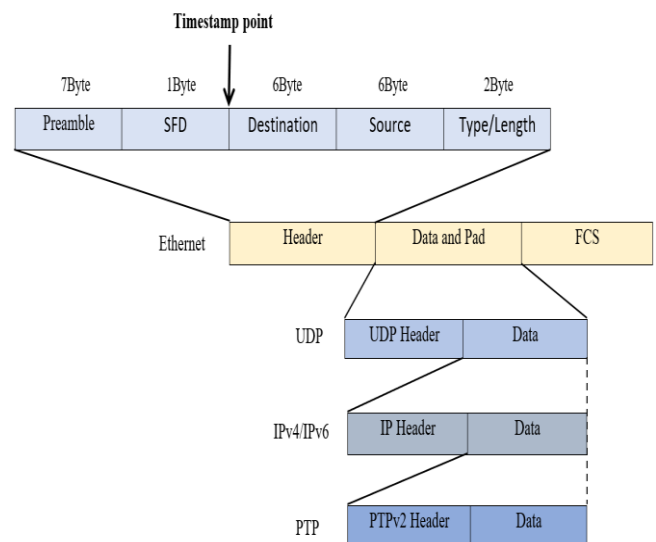 Timestamp point
7Byte 1Byte 6Byte 6Byte 2Byte
Preamble SFD Destination Source Type/Length
Ethernet Header Data and Pad FCS
UDP UDP Header Data
IPv4/IPv6 IP Header Data
PTP PTPv2 Header Data